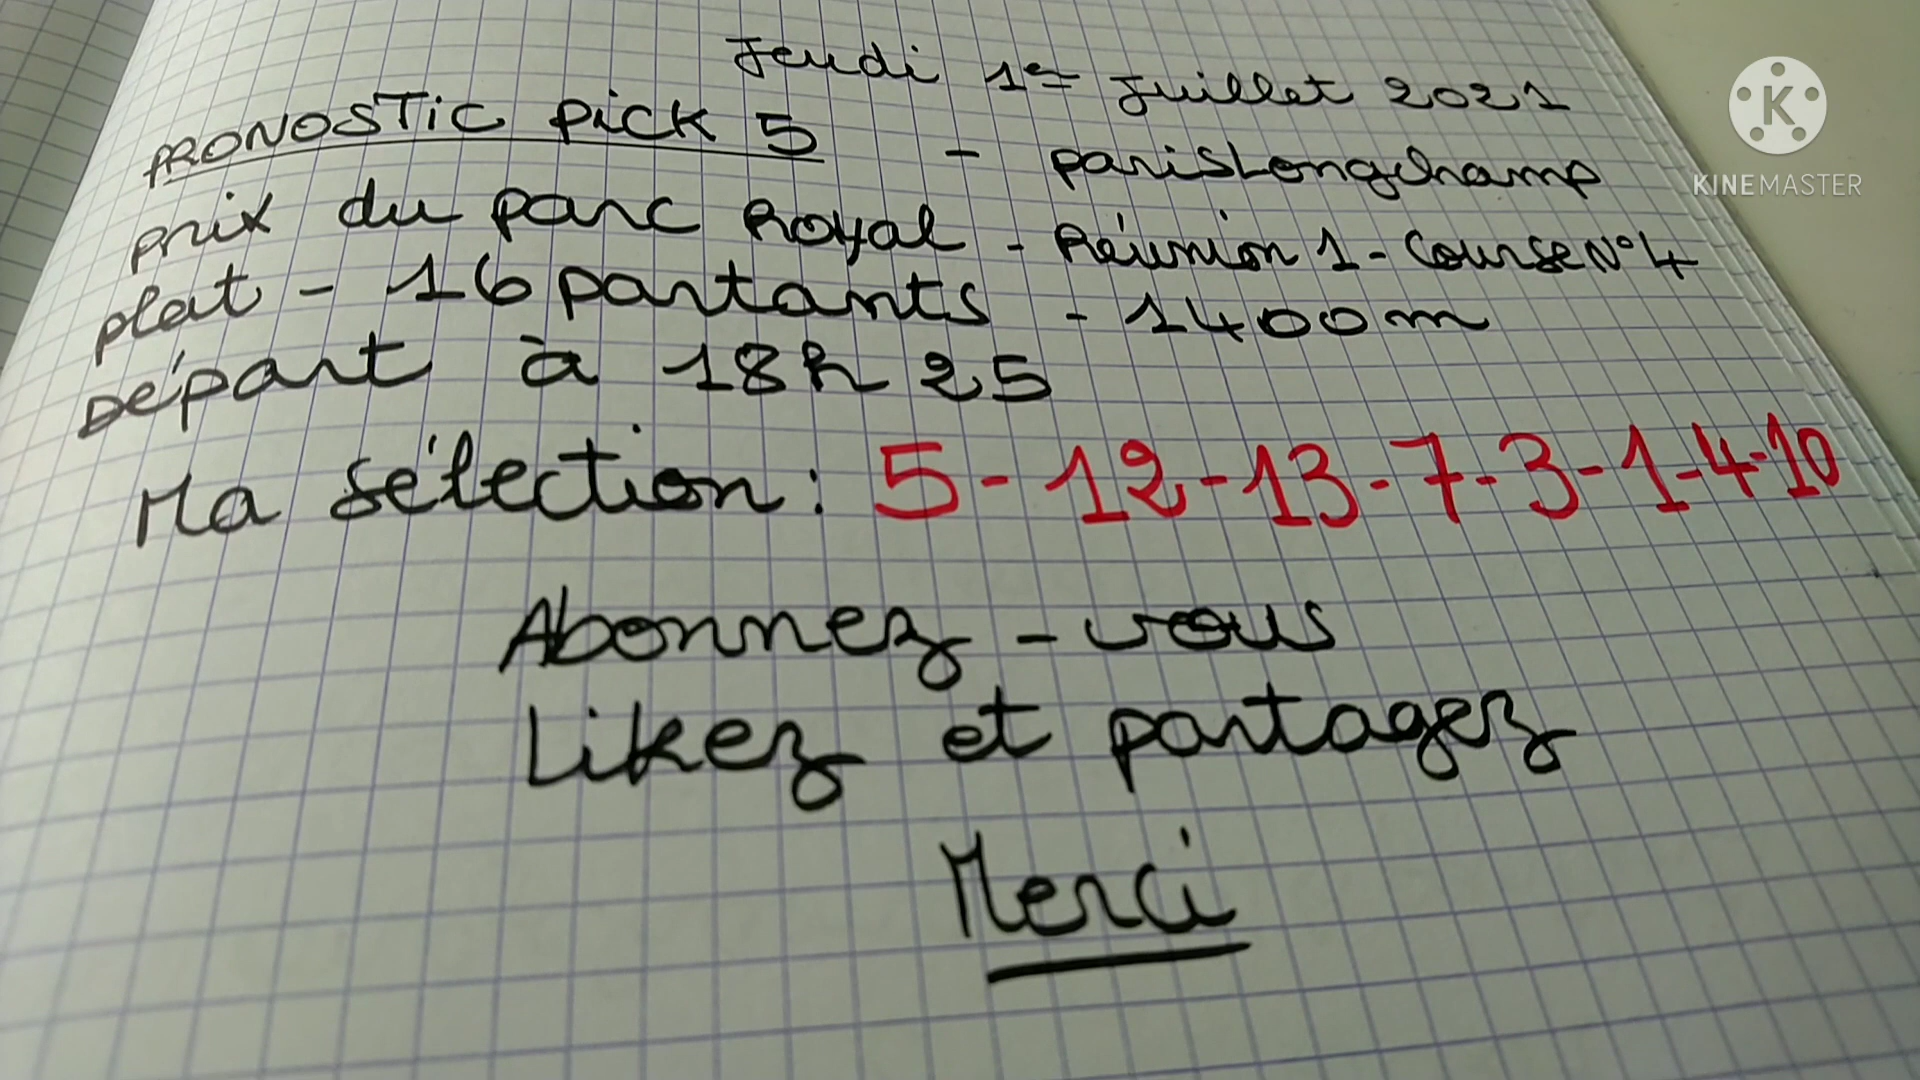 Jeudi 1er Juillet 2021
PRONOSTIC PICK 5 - parisLongchamp
prix du parc Royal - Réunion 1 - Course N°4
plat - 16 partants - 1400m
Départ à 18h25
Ma sélection: 5-12-13-7-3-1-4-10
Abonnez-vous
Likez et partagez
Merci
K
KINEMASTER